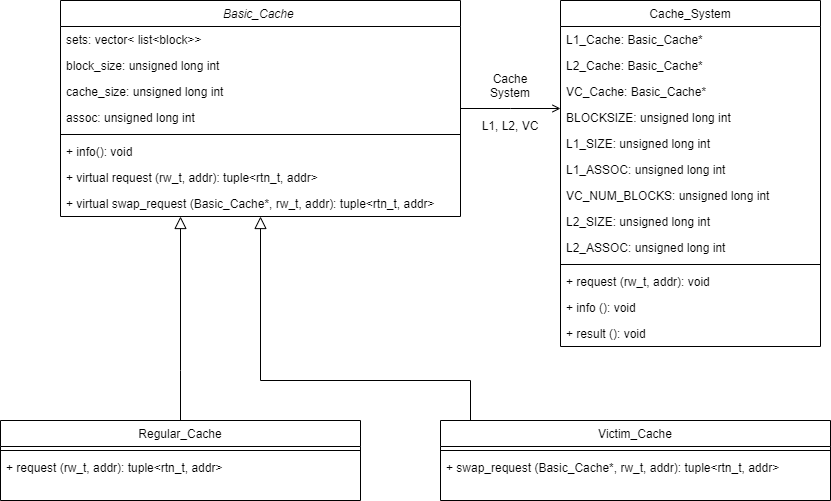 Basic_Cache
sets: vector< list<block>>
block_size: unsigned long int
cache_size: unsigned long int
assoc: unsigned long int
+ info(): void
+ virtual request (rw_t, addr): tuple<rtn_t, addr>
+ virtual swap_request (Basic_Cache*, rw_t, addr): tuple<rtn_t, addr>
Cache
System
L1, L2, VC
Cache_System
L1_Cache: Basic_Cache*
L2_Cache: Basic_Cache*
VC_Cache: Basic_Cache*
BLOCKSIZE: unsigned long int
L1_SIZE: unsigned long int
L1_ASSOC: unsigned long int
VC_NUM_BLOCKS: unsigned long int
L2_SIZE: unsigned long int
L2_ASSOC: unsigned long int
+ request (rw_t, addr): void
+ info (): void
+ result (): void
Regular_Cache
+ request (rw_t, addr): tuple<rtn_t, addr>
Victim_Cache
+ swap_request (Basic_Cache*, rw_t, addr): tuple<rtn_t, addr>